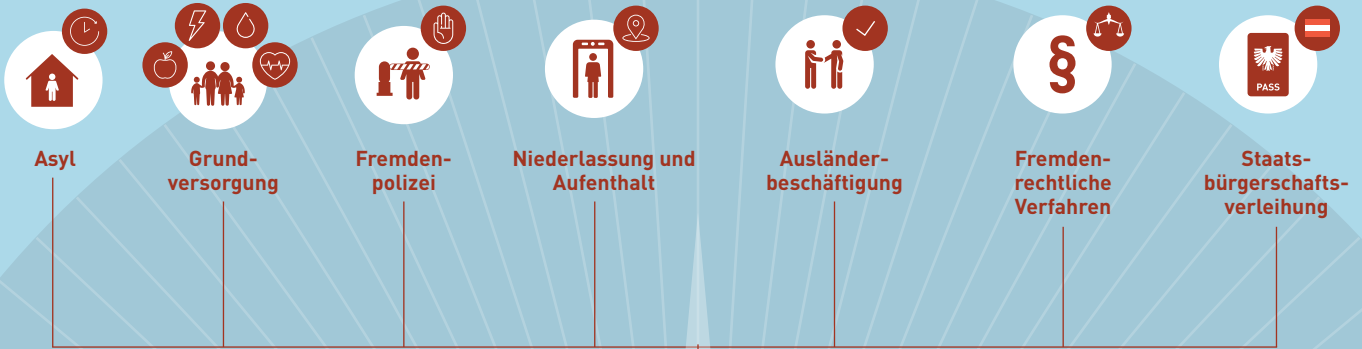 §
PASS
Asyl
Grund-
versorgung
Fremden-
polizei
Niederlassung und
Aufenthalt
Ausländer-
beschäftigung
Fremden-
rechtliche
Verfahren
Staats-
bürgerschafts-
verleihung